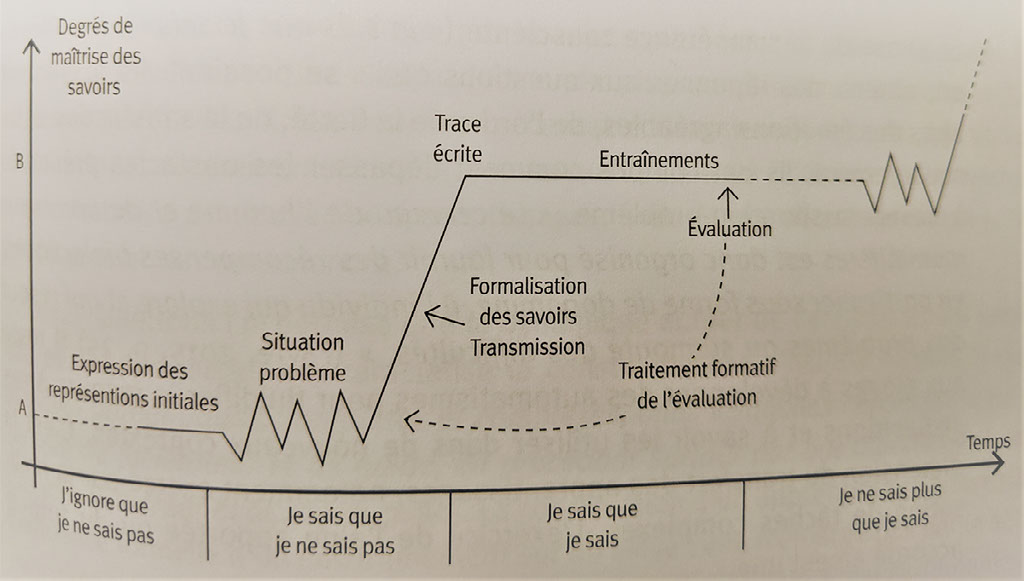 Degrés de
maîtrise des
savoirs
B
Trace
écrite
Entraînements
Évaluation
Formalisation
des savoirs
Transmission
Situation
problème
Traitement formatif
de l'évaluation
Expression des
représentions initiales
A
Temps
J'ignore que
je ne sais pas
Je sais que
je ne sais pas
Je sais que
je sais
Je ne sais plus
que je sais